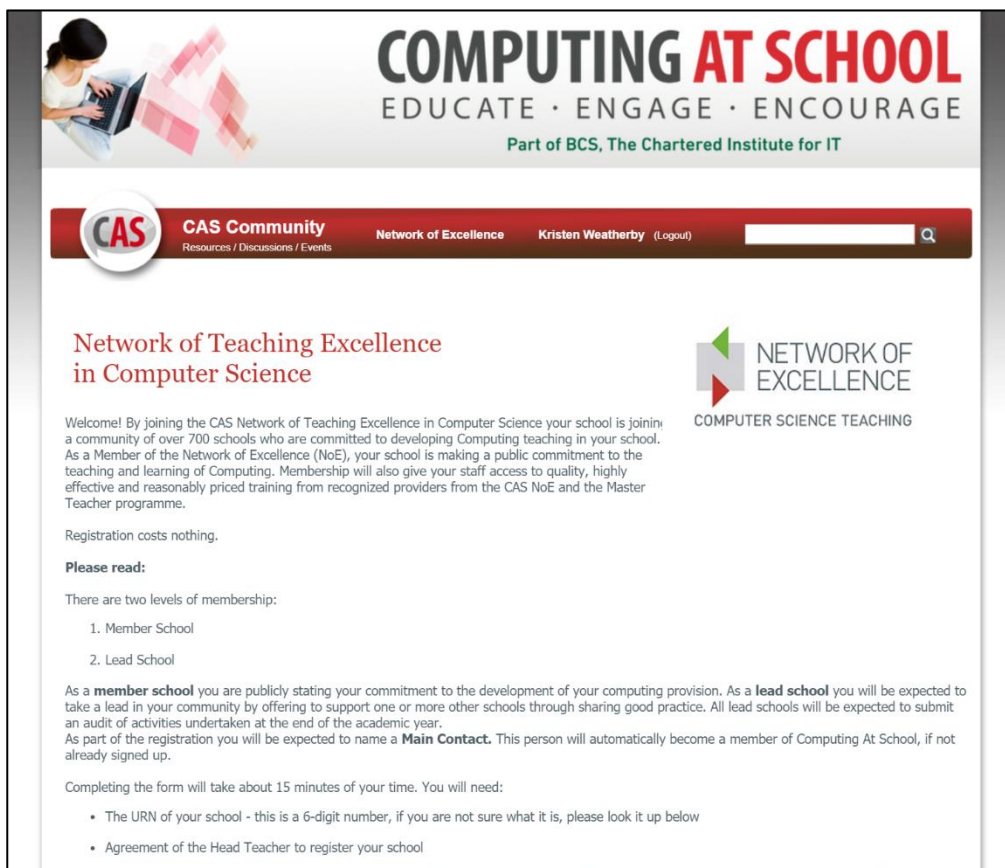 COMPUTING AT SCHOOL
EDUCATE · ENGAGE · ENCOURAGE
Part of BCS, The Chartered Institute for IT
CAS
CAS Community
Resources / Discussions / Events
Network of Excellence
Kristen Weatherby (Logout)
Network of Teaching Excellence
in Computer Science
NETWORK OF
EXCELLENCE
COMPUTER SCIENCE TEACHING
Welcome! By joining the CAS Network of Teaching Excellence in Computer Science your school is joining
a community of over 700 schools who are committed to developing Computing teaching in your school.
As a Member of the Network of Excellence (NoE), your school is making a public commitment to the
teaching and learning of Computing. Membership will also give your staff access to quality, highly
effective and reasonably priced training from recognized providers from the CAS NoE and the Master
Teacher programme.
Registration costs nothing.
Please read:
There are two levels of membership:
1. Member School
2. Lead School
As a member school you are publicly stating your commitment to the development of your computing provision. As a lead school you will be expected to
take a lead in your community by offering to support one or more other schools through sharing good practice. All lead schools will be expected to submit
an audit of activities undertaken at the end of the academic year.
As part of the registration you will be expected to name a Main Contact. This person will automatically become a member of Computing At School, if not
already signed up.
Completing the form will take about 15 minutes of your time. You will need:
• The URN of your school - this is a 6-digit number, if you are not sure what it is, please look it up below
• Agreement of the Head Teacher to register your school